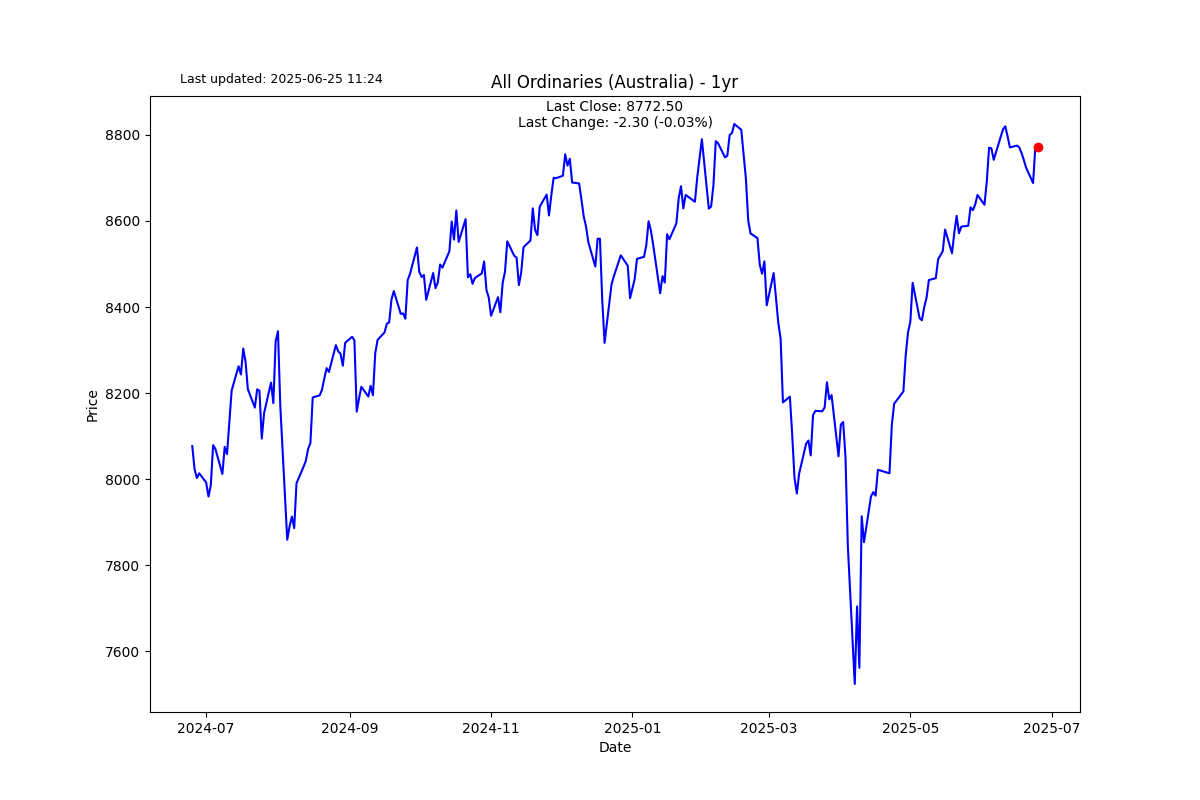 Last updated: 2025-06-25 11:24
All Ordinaries (Australia) - 1yr
Last Close: 8772.50
Last Change: -2.30 (-0.03%)
8800
8600
8400
8200
8000
7800
7600
Price
2024-07 2024-09 2024-11 2025-01 2025-03 2025-05 2025-07
Date